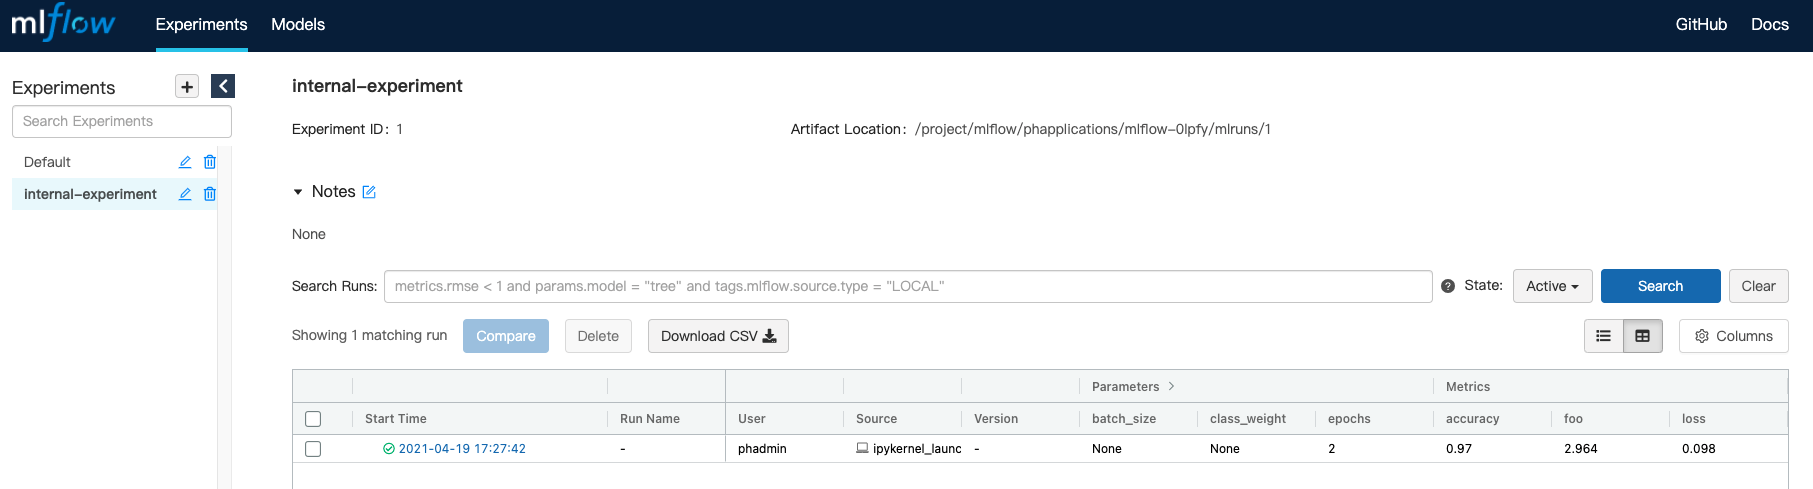 mlflow Experiments Models GitHub Docs
Experiments
Search Experiments
Default
internal-experiment
internal-experiment
Experiment ID: 1 Artifact Location: /project/mlflow/phapplications/mlflow-0lpfy/mlruns/1
Notes
None
Search Runs: metrics.rmse < 1 and params.model = "tree" and tags.mlflow.source.type = "LOCAL" ? State: Active Search Clear
Showing 1 matching run Compare Delete Download CSV Columns
Parameters > Metrics
Start Time Run Name User Source Version batch_size class_weight epochs accuracy foo loss
2021-04-19 17:27:42 - phadmin ipykernel_launc - None None 2 0.97 2.964 0.098